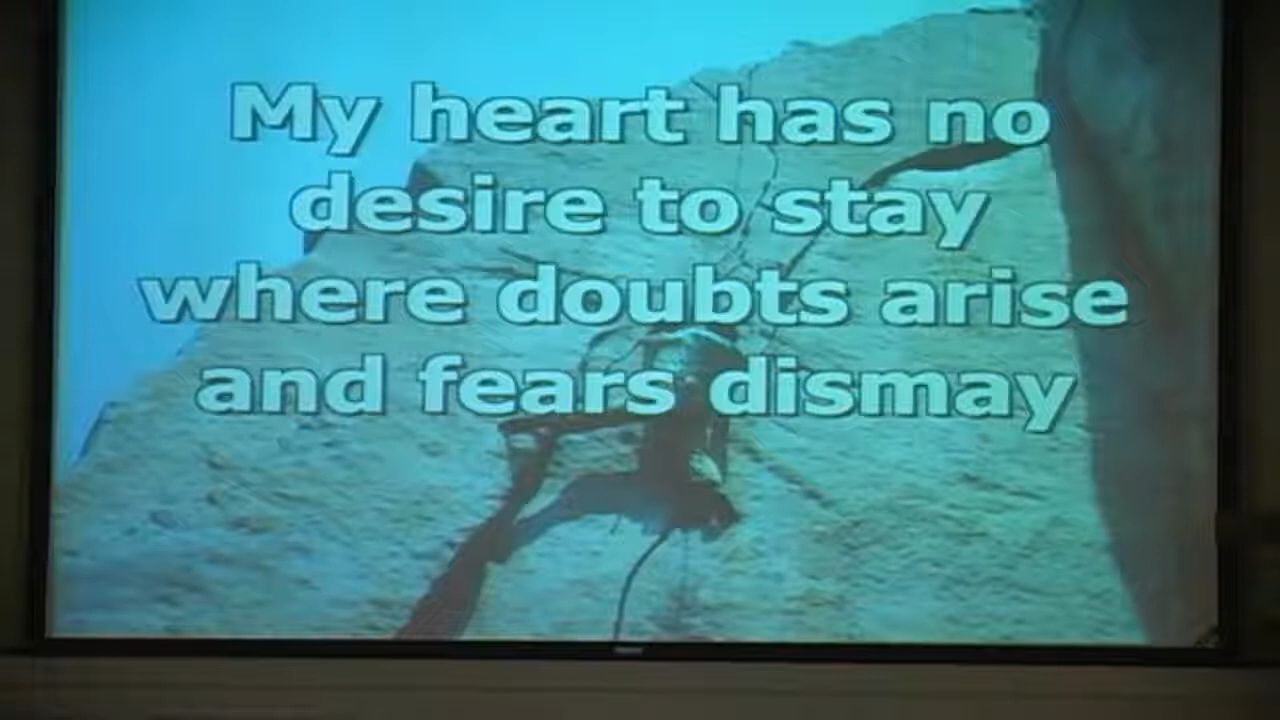 My heart has no
desire to stay
where doubts arise
and fears dismay